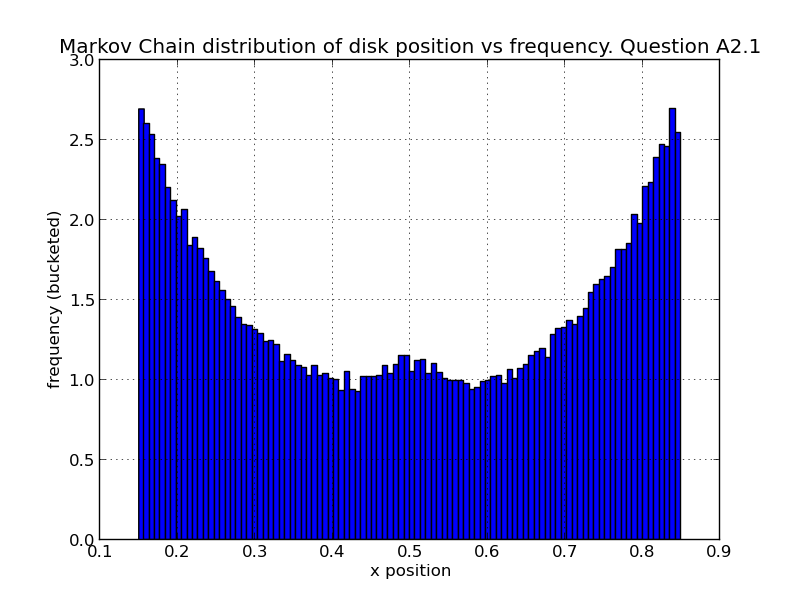 Markov Chain distribution of disk position vs frequency. Question A2.1
3.0
2.5
2.0
1.5
1.0
0.5
0.0
frequency (bucketed)
0.1 0.2 0.3 0.4 0.5 0.6 0.7 0.8 0.9
x position